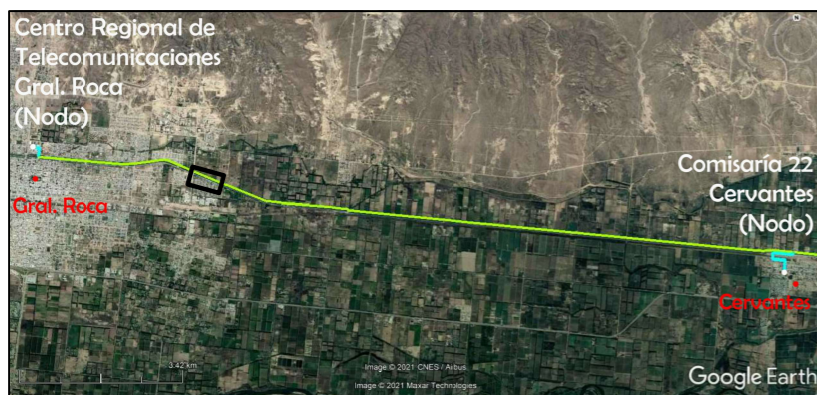 Centro Regional de
Telecomunicaciones
Gral. Roca
(Nodo)
Gral. Roca
Comisaría 22
Cervantes
(Nodo)
Cervantes
3.42 km
Image © 2021 CNES / Airbus
Image © 2021 Maxar Technologies
Google Earth
N